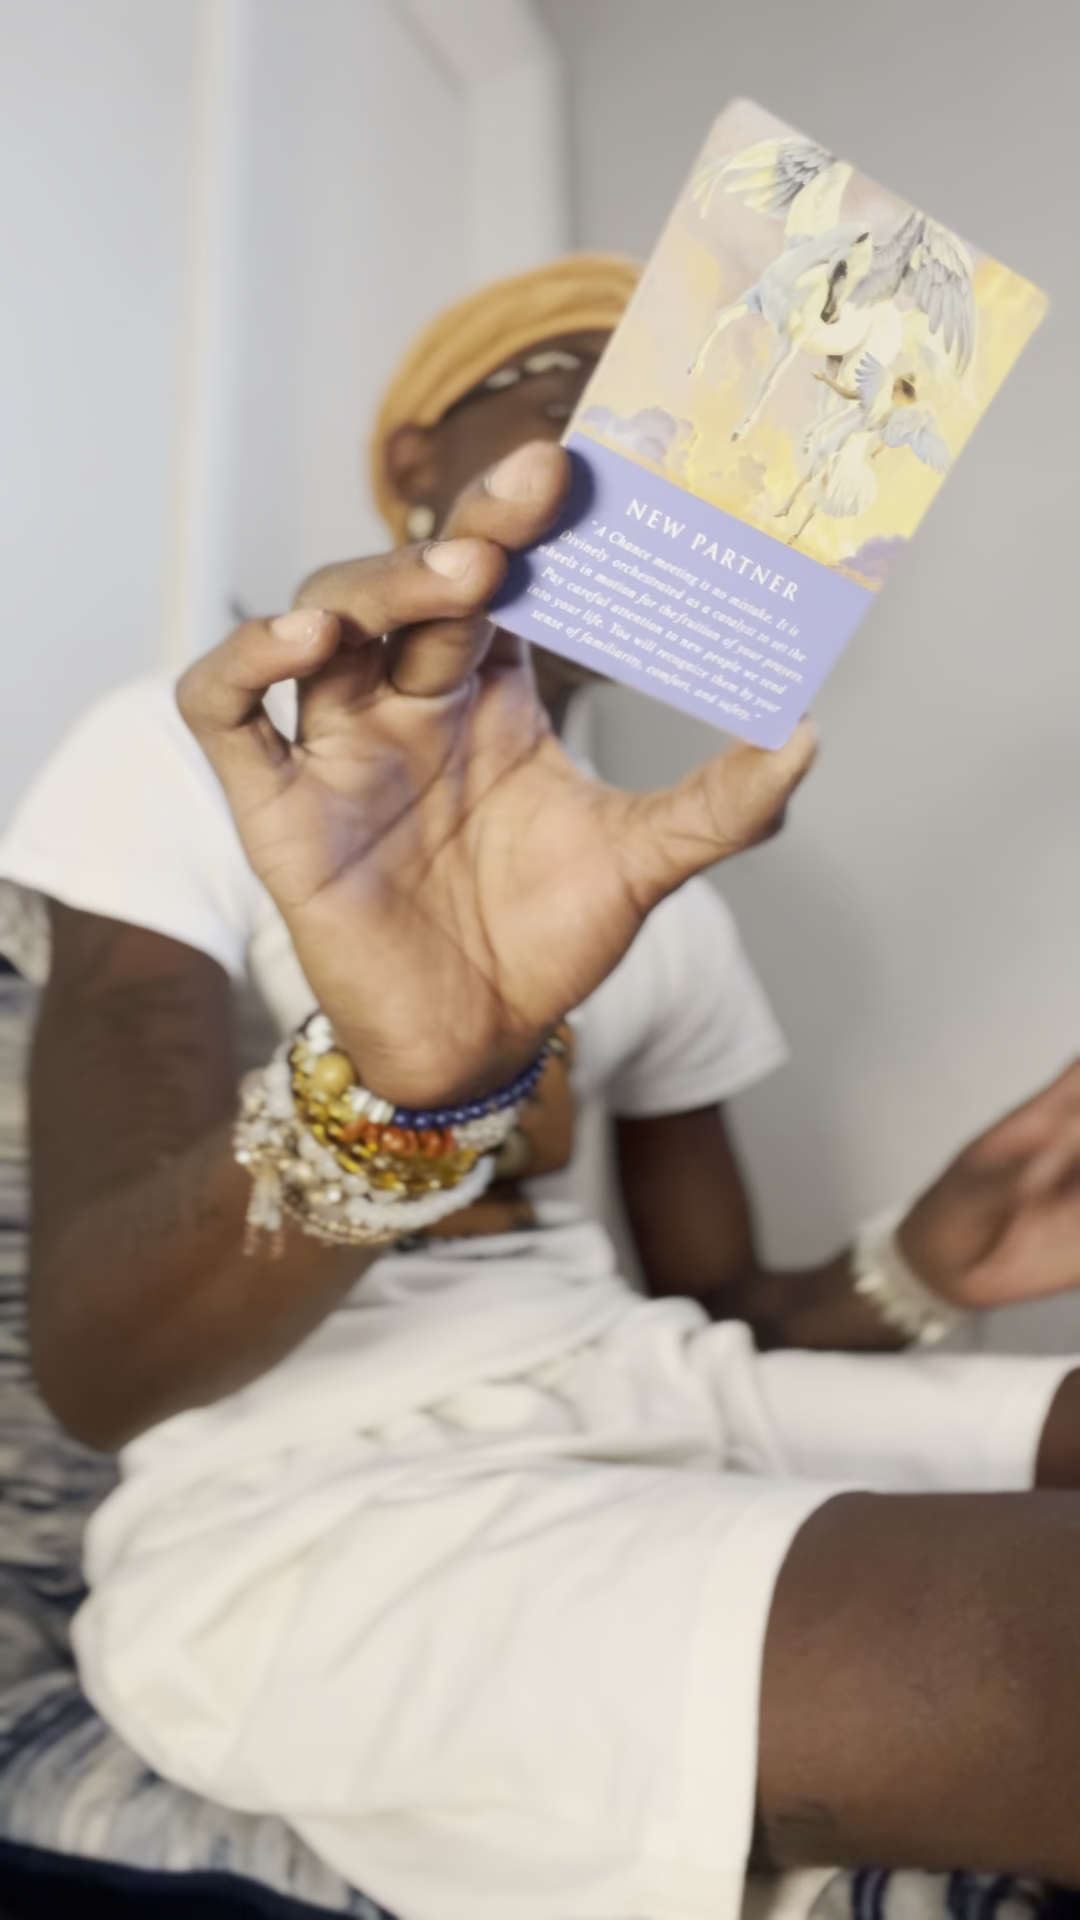 NEW PARTNER
"A Chance meeting is no mistake. It is
Divinely orchestrated as a catalyst to set the
wheels in motion for the fruition of your prayers.
Pay careful attention to new people we send
into your life. You will recognize them by your
sense of familiarity, comfort, and safety."